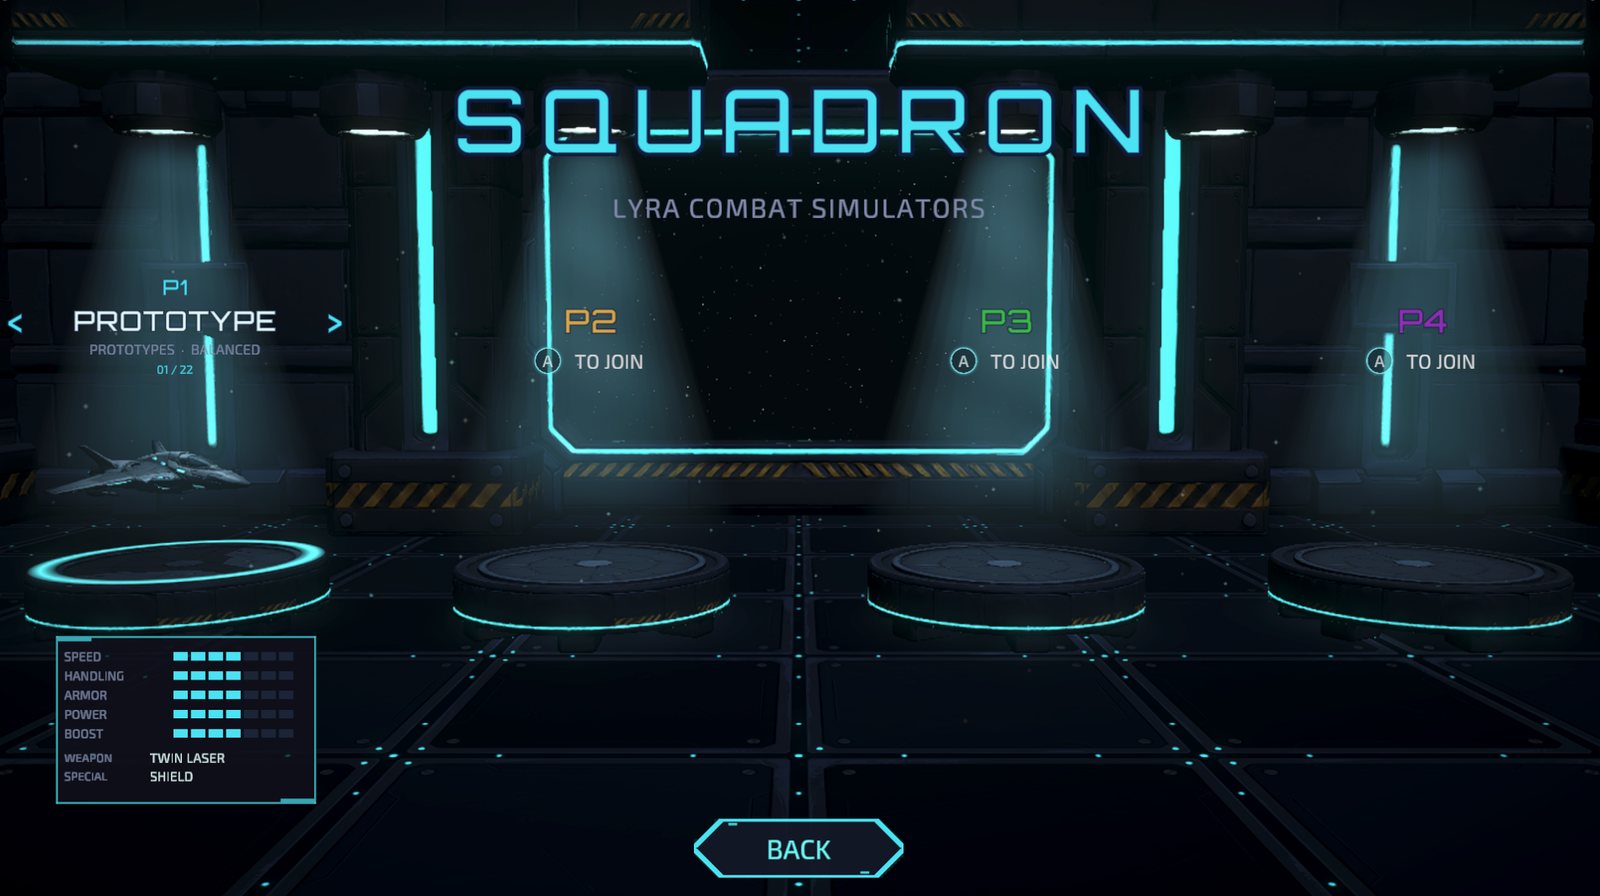 SQUADRON
LYRA COMBAT SIMULATORS
P1
< PROTOTYPE >
PROTOTYPES · BALANCED
01 / 22
P2
A TO JOIN
P3
A TO JOIN
P4
A TO JOIN
SPEED
HANDLING
ARMOR
POWER
BOOST
WEAPON TWIN LASER
SPECIAL SHIELD
BACK